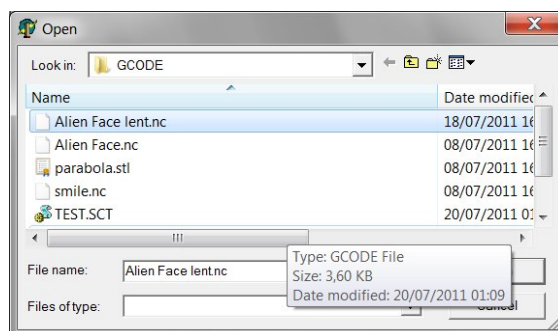 Open
Look in:
GCODE
Name
Date modified
Alien Face lent.nc
18/07/2011 16
Alien Face.nc
08/07/2011 16
parabola.stl
08/07/2011 16
smile.nc
08/07/2011 16
TEST.SCT
20/07/2011 01
File name:
Alien Face lent.nc
Type: GCODE File
Size: 3,60 KB
Date modified: 20/07/2011 01:09
Files of type:
Cancel